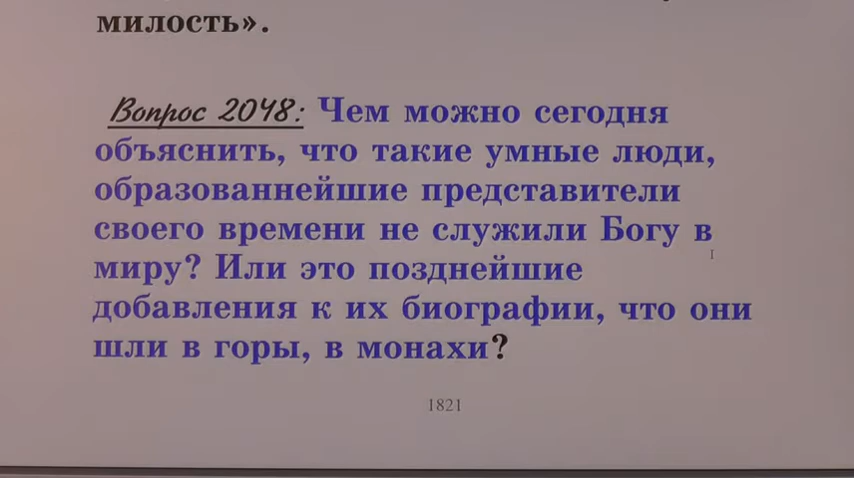 милость».
Вопрос 2048: Чем можно сегодня
объяснить, что такие умные люди,
образованнейшие представители
своего времени не служили Богу в
миру? Или это позднейшие
добавления к их биографии, что они
шли в горы, в монахи?
1821